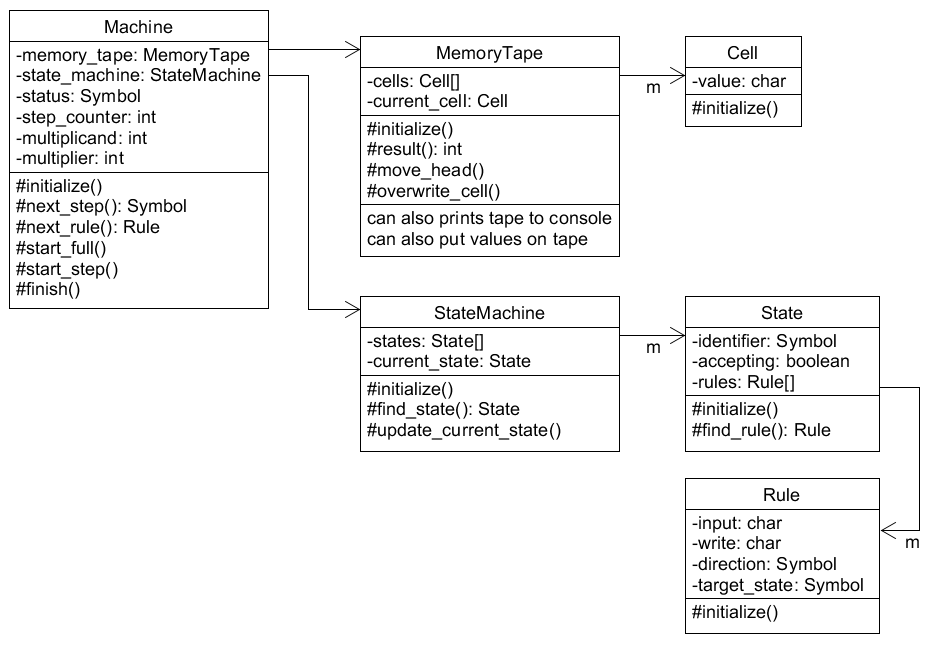 Machine
-memory_tape: MemoryTape
-state_machine: StateMachine
-status: Symbol
-step_counter: int
-multiplicand: int
-multiplier: int
#initialize()
#next_step(): Symbol
#next_rule(): Rule
#start_full()
#start_step()
#finish()
MemoryTape
-cells: Cell[]
-current_cell: Cell
#initialize()
#result(): int
#move_head()
#overwrite_cell()
can also prints tape to console
can also put values on tape
m
Cell
-value: char
#initialize()
StateMachine
-states: State[]
-current_state: State
#initialize()
#find_state(): State
#update_current_state()
m
State
-identifier: Symbol
-accepting: boolean
-rules: Rule[]
#initialize()
#find_rule(): Rule
m
Rule
-input: char
-write: char
-direction: Symbol
-target_state: Symbol
#initialize()